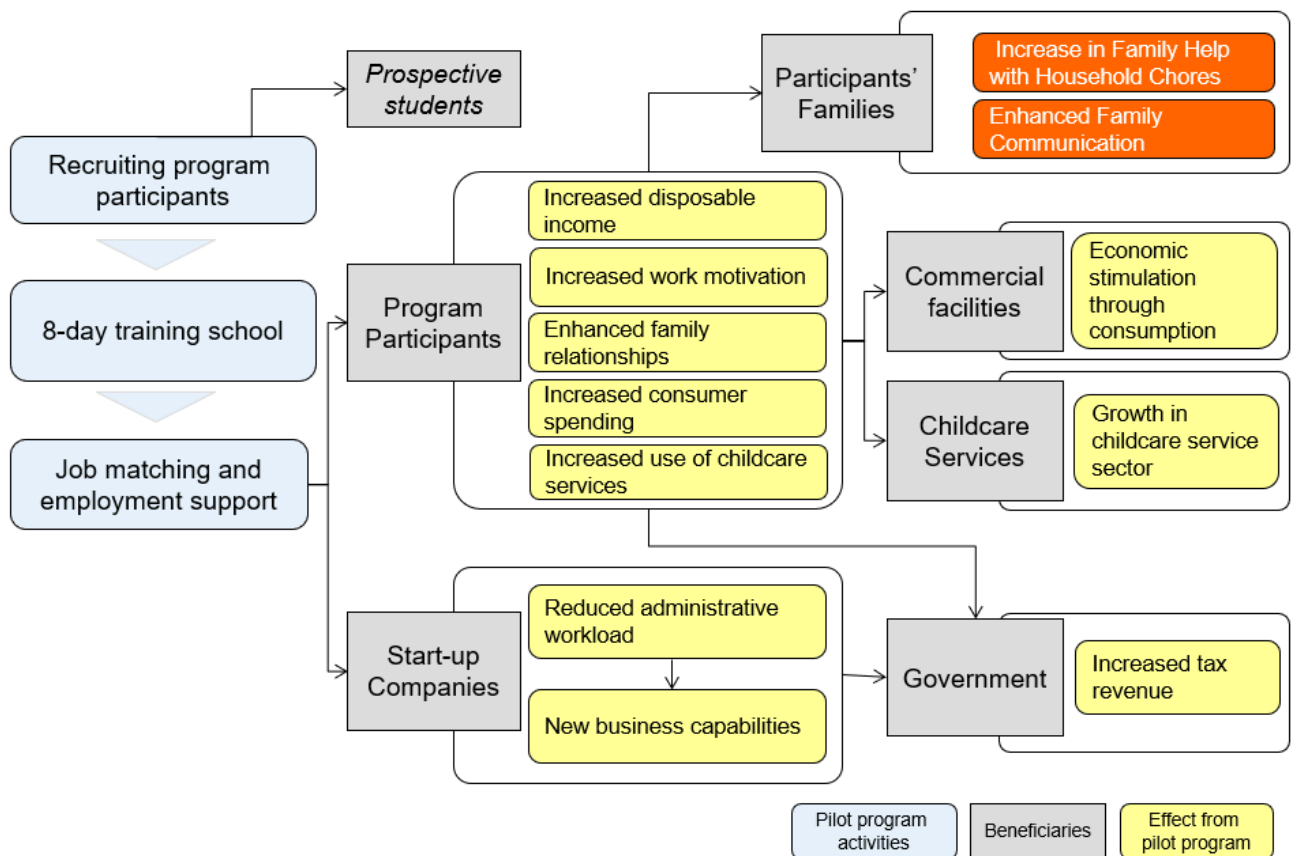 Prospective
students
Recruiting program
participants
8-day training school
Job matching and
employment support
Participants'
Families
Increase in Family Help
with Household Chores
Enhanced Family
Communication
Program
Participants
Increased disposable
income
Increased work motivation
Enhanced family
relationships
Increased consumer
spending
Increased use of childcare
services
Commercial
facilities
Economic
stimulation
through
consumption
Childcare
Services
Growth in
childcare service
sector
Start-up
Companies
Reduced administrative
workload
New business capabilities
Government
Increased tax
revenue
Pilot program
activities
Beneficiaries
Effect from
pilot program